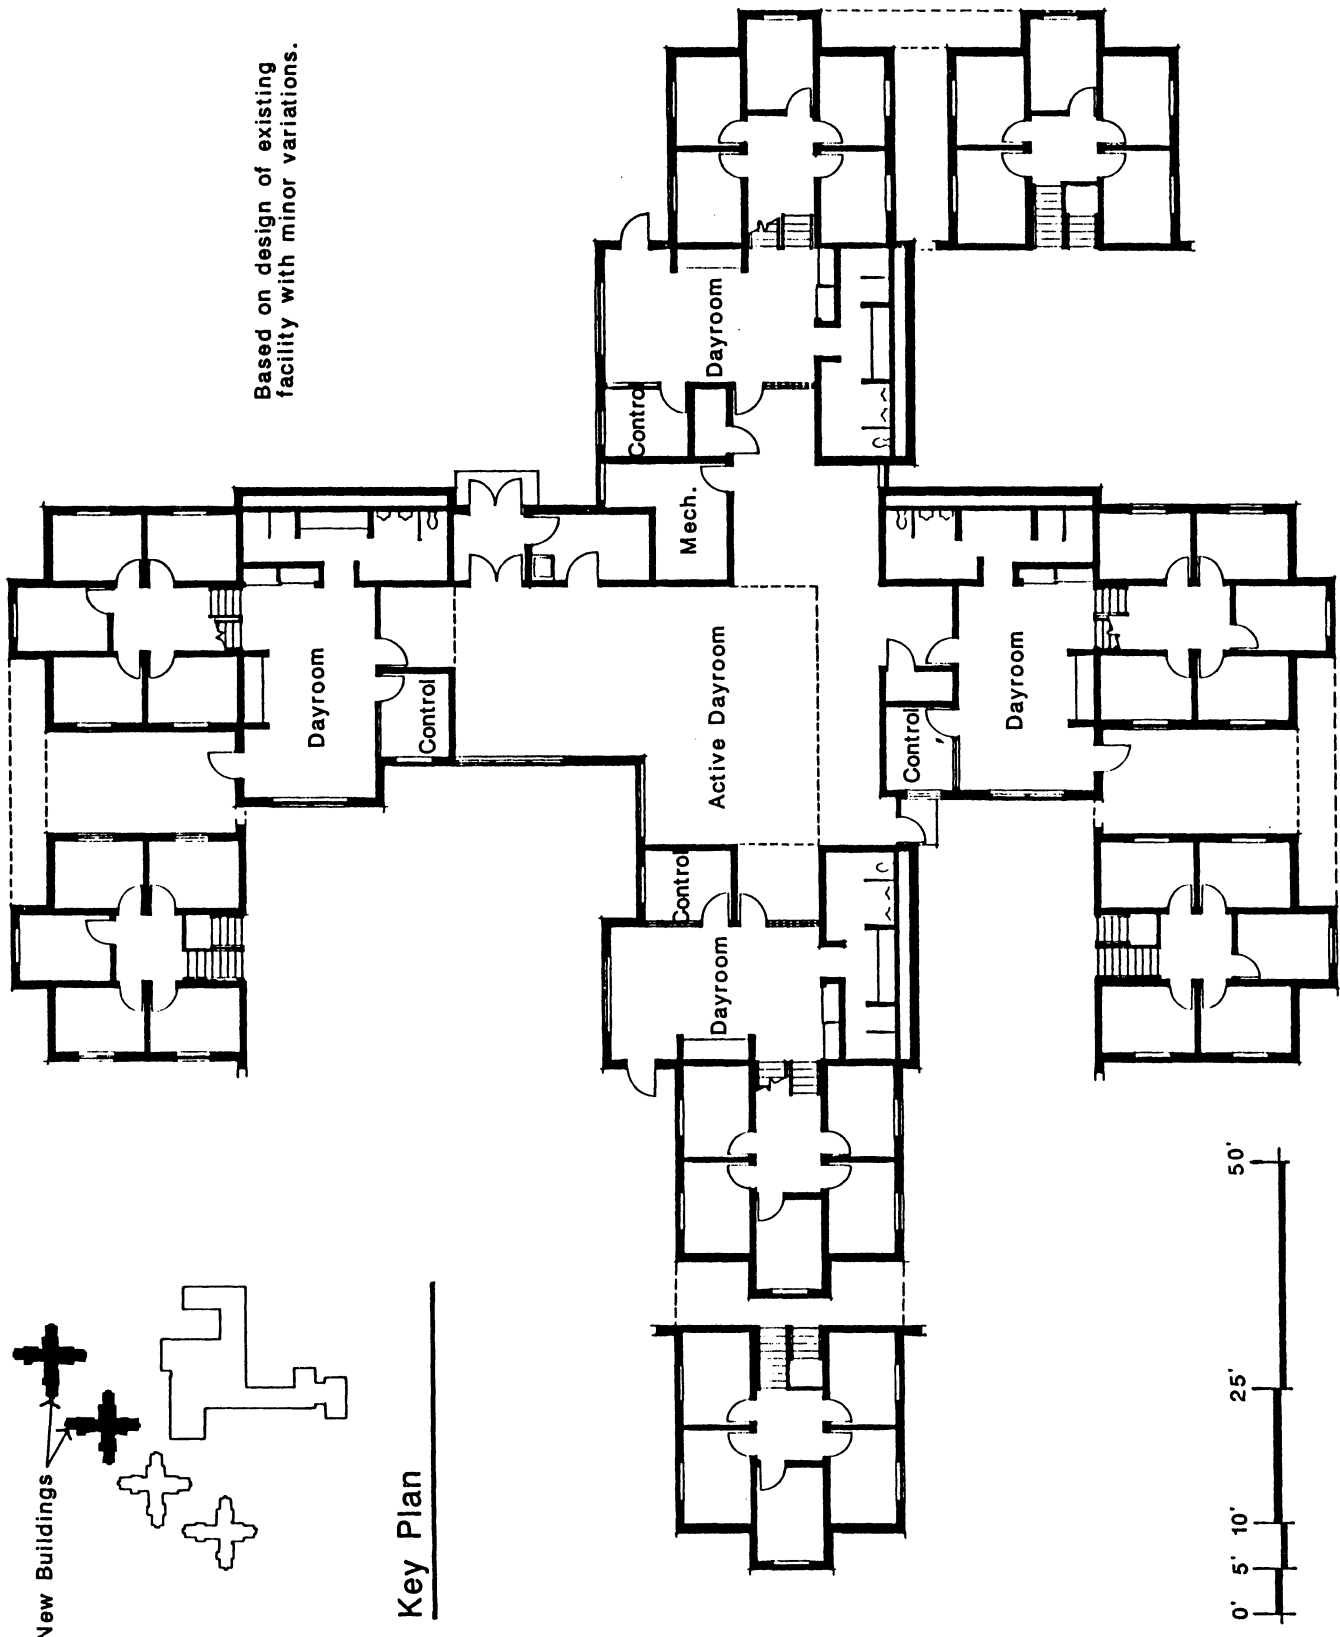 Based on design of existing
facility with minor variations.
Dayroom
Contro
Mech.
Dayroom
Control
Active Dayroom
Dayroom
Control
Control
Dayroom
New Buildings
Key Plan
0' 5' 10' 25' 50'